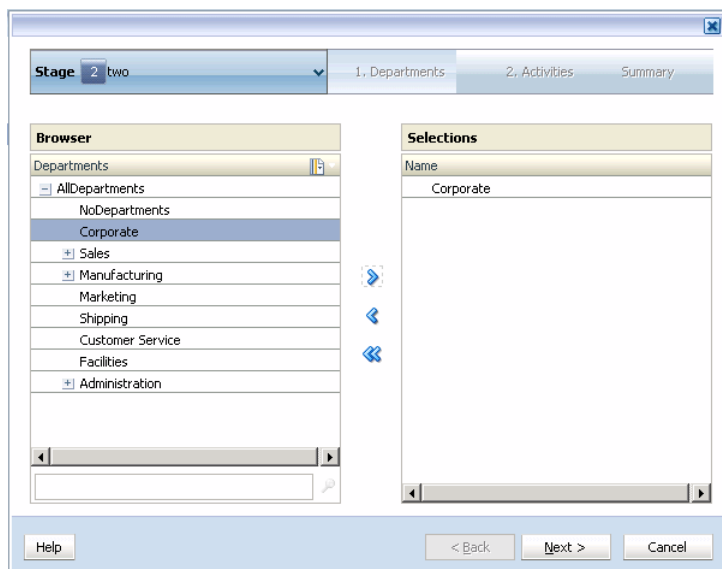 Stage 2 two 1. Departments 2. Activities Summary
Browser
Departments
AllDepartments
NoDepartments
Corporate
Sales
Manufacturing
Marketing
Shipping
Customer Service
Facilities
Administration
Selections
Name
Corporate
Help < Back Next > Cancel